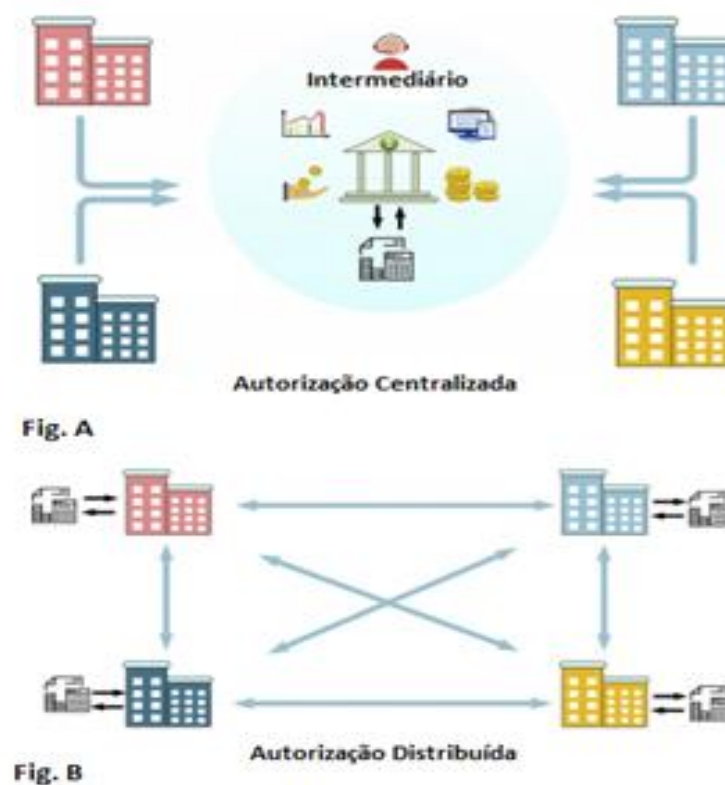 Intermediário
Autorização Centralizada
Fig. A
Autorização Distribuída
Fig. B